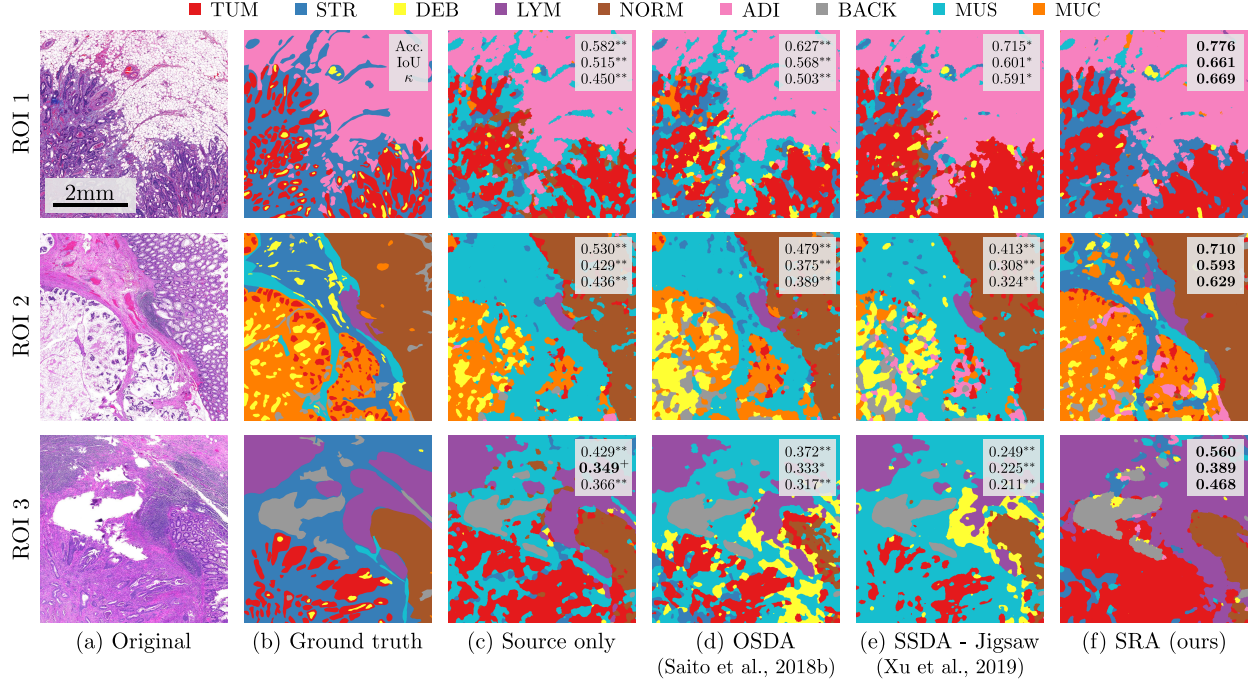 TUM STR DEB LYM NORM ADI BACK MUS MUC
ROI 1
2mm
Acc.
IoU
κ
0.582**
0.515**
0.450**
0.627**
0.568**
0.503**
0.715*
0.601*
0.591*
0.776
0.661
0.669
ROI 2
0.530**
0.429**
0.436**
0.479**
0.375**
0.389**
0.413**
0.308**
0.324**
0.710
0.593
0.629
ROI 3
0.429**
0.349+
0.366**
0.372**
0.333*
0.317**
0.249**
0.225**
0.211**
0.560
0.389
0.468
(a) Original
(b) Ground truth
(c) Source only
(d) OSDA
(Saito et al., 2018b)
(e) SSDA - Jigsaw
(Xu et al., 2019)
(f) SRA (ours)